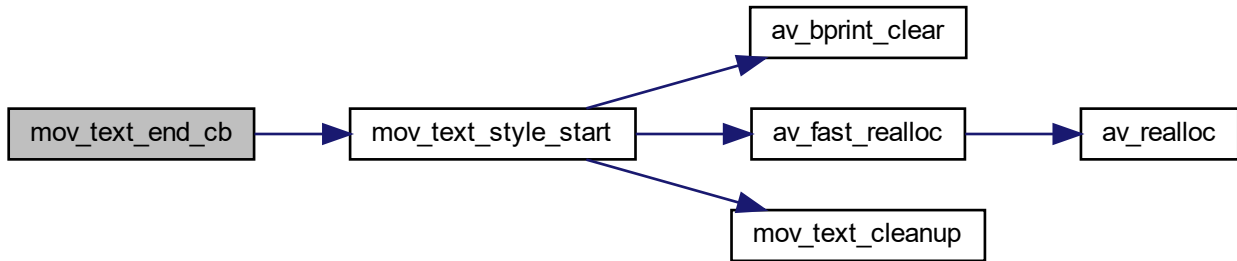 av_bprint_clear
mov_text_end_cb
mov_text_style_start
av_fast_realloc
av_realloc
mov_text_cleanup